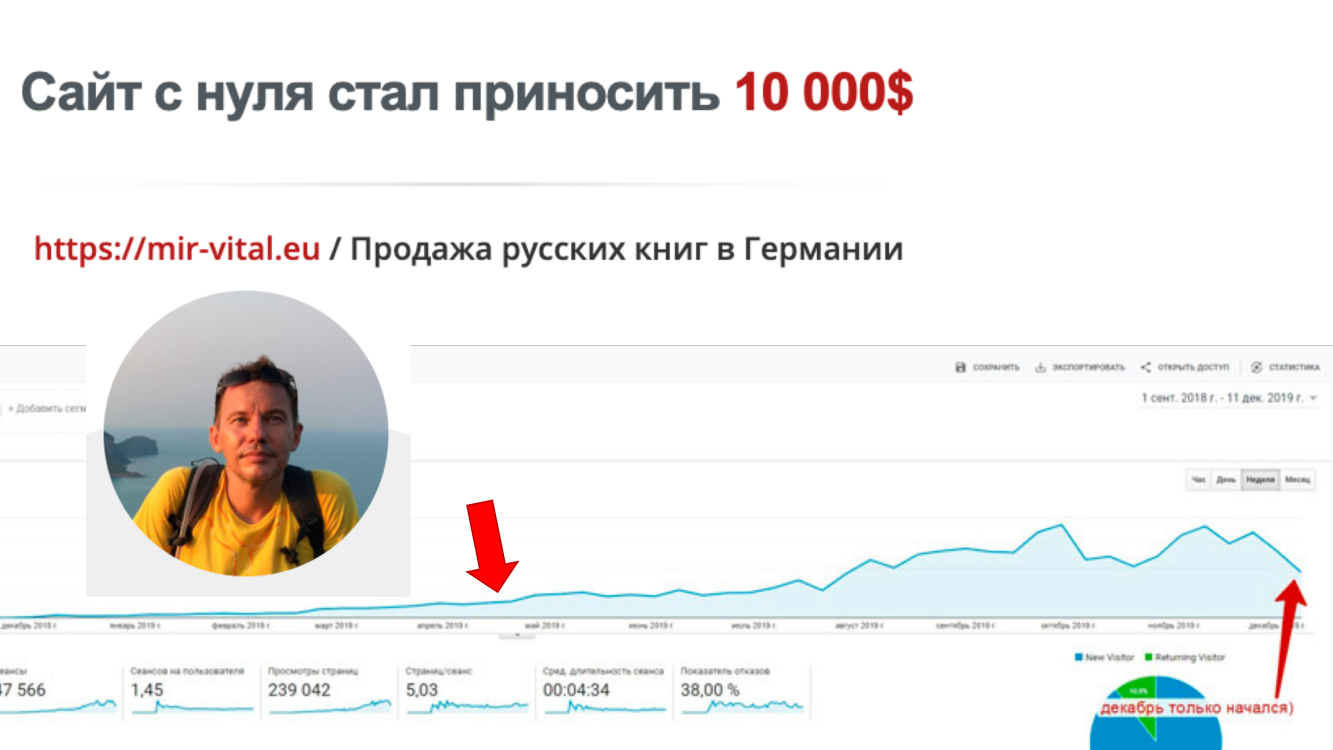 Сайт с нуля стал приносить 10 000$
https://mir-vital.eu / Продажа русских книг в Германии
СОХРАНИТЬ ЭКСПОРТИРОВАТЬ ОТКРЫТЬ ДОСТУП СТАТИСТИКА
+ Добавить сегм
1 сент. 2018 г. - 11 дек. 2019 г.
Час День Неделя Месяц
декабрь 2018 г. январь 2019 г. февраль 2019 г. март 2019 г. апрель 2019 г. май 2019 г. июнь 2019 г. июль 2019 г. август 2019 г. сентябрь 2019 г. октябрь 2019 г. ноябрь 2019 г. декабрь
Сеансов на пользователя Просмотры страниц Страниц/сеанс Сред. длительность сеанса Показатель отказов
47 566 1,45 239 042 5,03 00:04:34 38,00 %
New Visitor Returning Visitor
декабрь только начался)